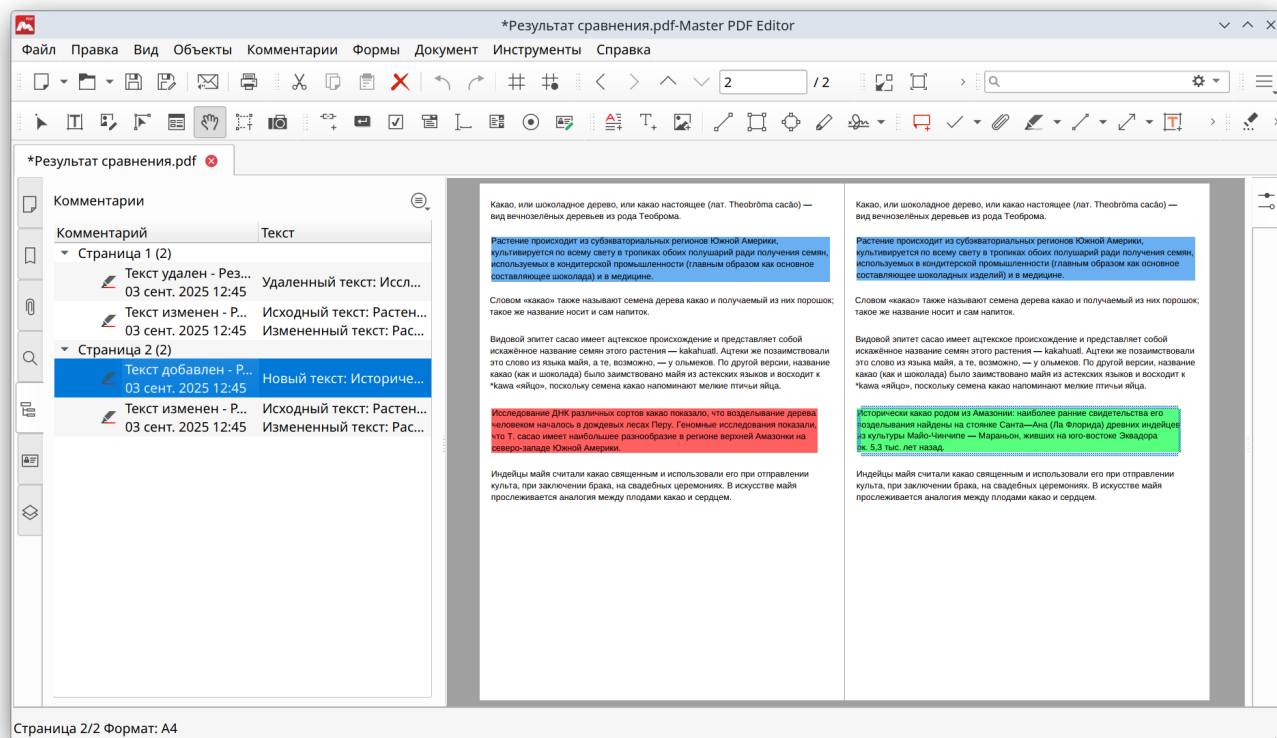 *Результат сравнения.pdf-Master PDF Editor
Файл Правка Вид Объекты Комментарии Формы Документ Инструменты Справка
2 / 2
*Результат сравнения.pdf
Комментарии
Комментарий Текст
Страница 1 (2)
Текст удален - Рез...
03 сент. 2025 12:45
Удаленный текст: Иссл...
Текст изменен - Р...
03 сент. 2025 12:45
Исходный текст: Растен...
Измененный текст: Рас...
Страница 2 (2)
Текст добавлен - Р...
03 сент. 2025 12:45
Новый текст: Историче...
Текст изменен - Р...
03 сент. 2025 12:45
Исходный текст: Растен...
Измененный текст: Рас...
Какао, или шоколадное дерево, или какао настоящее (лат. Theobrōma cacāo) —
вид вечнозелёных деревьев из рода Теоброма.
Растение происходит из субэкваториальных регионов Южной Америки,
культивируется по всему свету в тропиках обоих полушарий ради получения семян,
используемых в кондитерской промышленности (главным образом как основное
составляющее шоколада) и в медицине.
Словом «какао» также называют семена дерева какао и получаемый из них порошок;
такое же название носит и сам напиток.
Видовой эпитет cacao имеет ацтекское происхождение и представляет собой
искажённое название семян этого растения — kakahuatl. Ацтеки же позаимствовали
это слово из языка майя, а те, возможно, — у ольмеков. По другой версии, название
какао (как и шоколада) было заимствовано майя из астекских языков и восходит к
*kawa «яйцо», поскольку семена какао напоминают мелкие птичьи яйца.
Исследование ДНК различных сортов какао показало, что возделывание дерева
человеком началось в дождевых лесах Перу. Геномные исследования показали,
что T. cacao имеет наибольшее разнообразие в регионе верхней Амазонки на
северо-западе Южной Америки.
Индейцы майя считали какао священным и использовали его при отправлении
культа, при заключении брака, на свадебных церемониях. В искусстве майя
прослеживается аналогия между плодами какао и сердцем.
Какао, или шоколадное дерево, или какао настоящее (лат. Theobrōma cacāo) —
вид вечнозелёных деревьев из рода Теоброма.
Растение происходит из субэкваториальных регионов Южной Америки,
культивируется по всему свету в тропиках обоих полушарий ради получения семян,
используемых в кондитерской промышленности (главным образом как основное
составляющее шоколадных изделий) и в медицине.
Словом «какао» также называют семена дерева какао и получаемый из них порошок;
такое же название носит и сам напиток.
Видовой эпитет cacao имеет ацтекское происхождение и представляет собой
искажённое название семян этого растения — kakahuatl. Ацтеки же позаимствовали
это слово из языка майя, а те, возможно, — у ольмеков. По другой версии, название
какао (как и шоколада) было заимствовано майя из астекских языков и восходит к
*kawa «яйцо», поскольку семена какао напоминают мелкие птичьи яйца.
Исторически какао родом из Амазонии: наиболее ранние свидетельства его
возделывания найдены на стоянке Санта—Ана (Ла Флорида) древних индейцев
из культуры Майо-Чинчипе — Мараньон, живших на юго-востоке Эквадора
ок. 5,3 тыс. лет назад.
Индейцы майя считали какао священным и использовали его при отправлении
культа, при заключении брака, на свадебных церемониях. В искусстве майя
прослеживается аналогия между плодами какао и сердцем.
Страница 2/2 Формат: A4